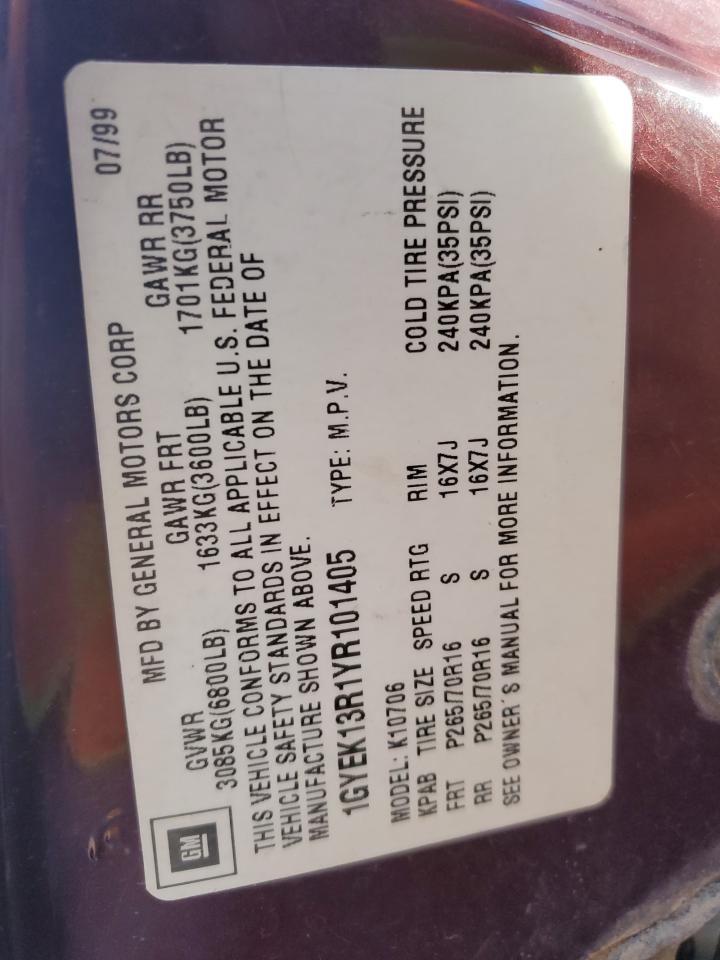 GM
MFD BY GENERAL MOTORS CORP 07/99
GVWR GAWR FRT GAWR RR
3085KG(6800LB) 1633KG(3600LB) 1701KG(3750LB)
THIS VEHICLE CONFORMS TO ALL APPLICABLE U.S. FEDERAL MOTOR
VEHICLE SAFETY STANDARDS IN EFFECT ON THE DATE OF
MANUFACTURE SHOWN ABOVE.
1GYEK13R1YR101405 TYPE: M.P.V.
MODEL: K10706
KPAB TIRE SIZE SPEED RTG RIM COLD TIRE PRESSURE
FRT P265/70R16 S 16X7J 240KPA(35PSI)
RR P265/70R16 S 16X7J 240KPA(35PSI)
SEE OWNER'S MANUAL FOR MORE INFORMATION.